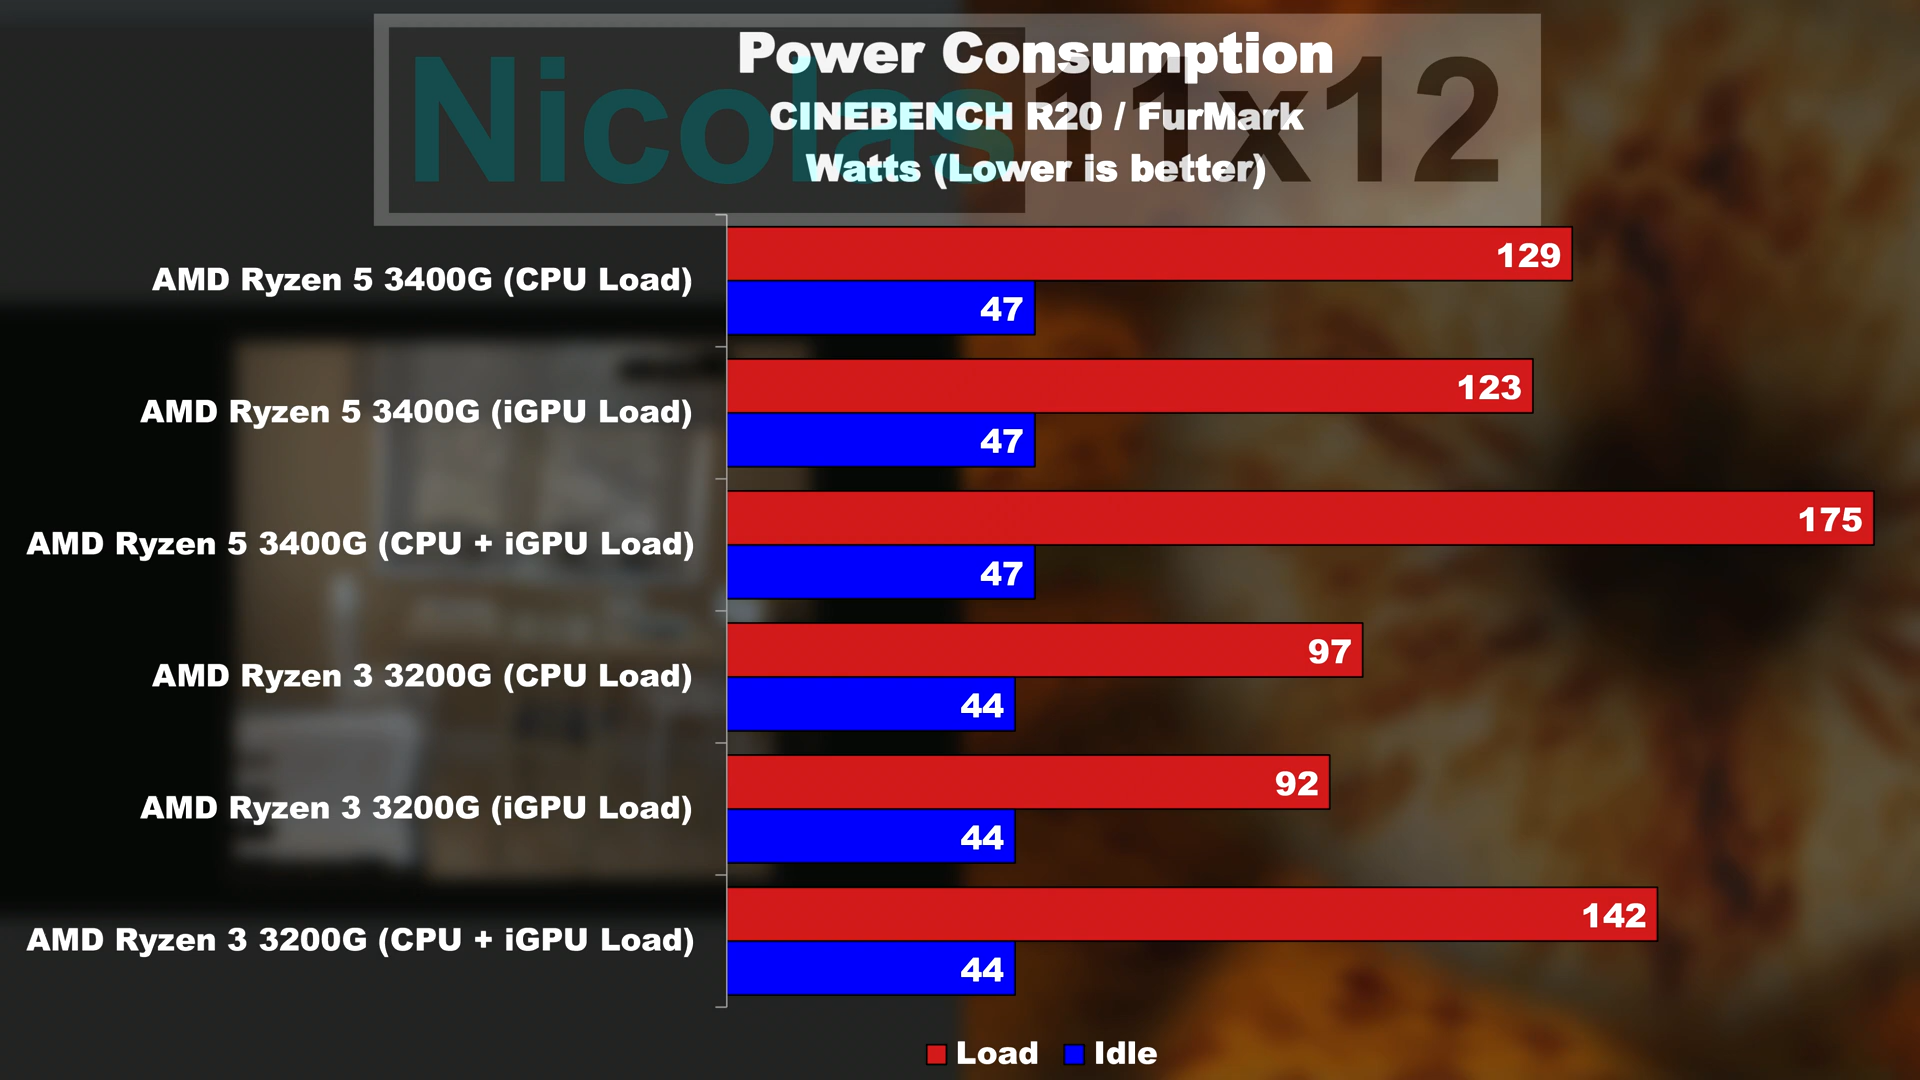 Nicolas11x12
Power Consumption
CINEBENCH R20 / FurMark
Watts (Lower is better)
AMD Ryzen 5 3400G (CPU Load)
129
47
AMD Ryzen 5 3400G (iGPU Load)
123
47
AMD Ryzen 5 3400G (CPU + iGPU Load)
175
47
AMD Ryzen 3 3200G (CPU Load)
97
44
AMD Ryzen 3 3200G (iGPU Load)
92
44
AMD Ryzen 3 3200G (CPU + iGPU Load)
142
44
Load Idle